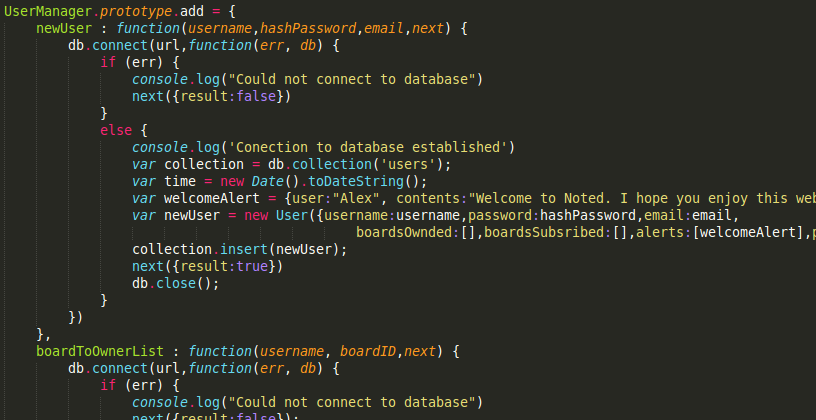 UserManager.prototype.add = {
    newUser : function(username,hashPassword,email,next) {
        db.connect(url,function(err, db) {
            if (err) {
                console.log("Could not connect to database")
                next({result:false})
            }
            else {
                console.log('Conection to database established')
                var collection = db.collection('users');
                var time = new Date().toDateString();
                var welcomeAlert = {user:"Alex", contents:"Welcome to Noted. I hope you enjoy this web
                var newUser = new User({username:username,password:hashPassword,email:email,
                                            boardsOwnded:[],boardsSubsribed:[],alerts:[welcomeAlert],p
                collection.insert(newUser);
                next({result:true})
                db.close();
            }
        })
    },
    boardToOwnerList : function(username, boardID,next) {
        db.connect(url,function(err, db) {
            if (err) {
                console.log("Could not connect to database")
                next({result:false});